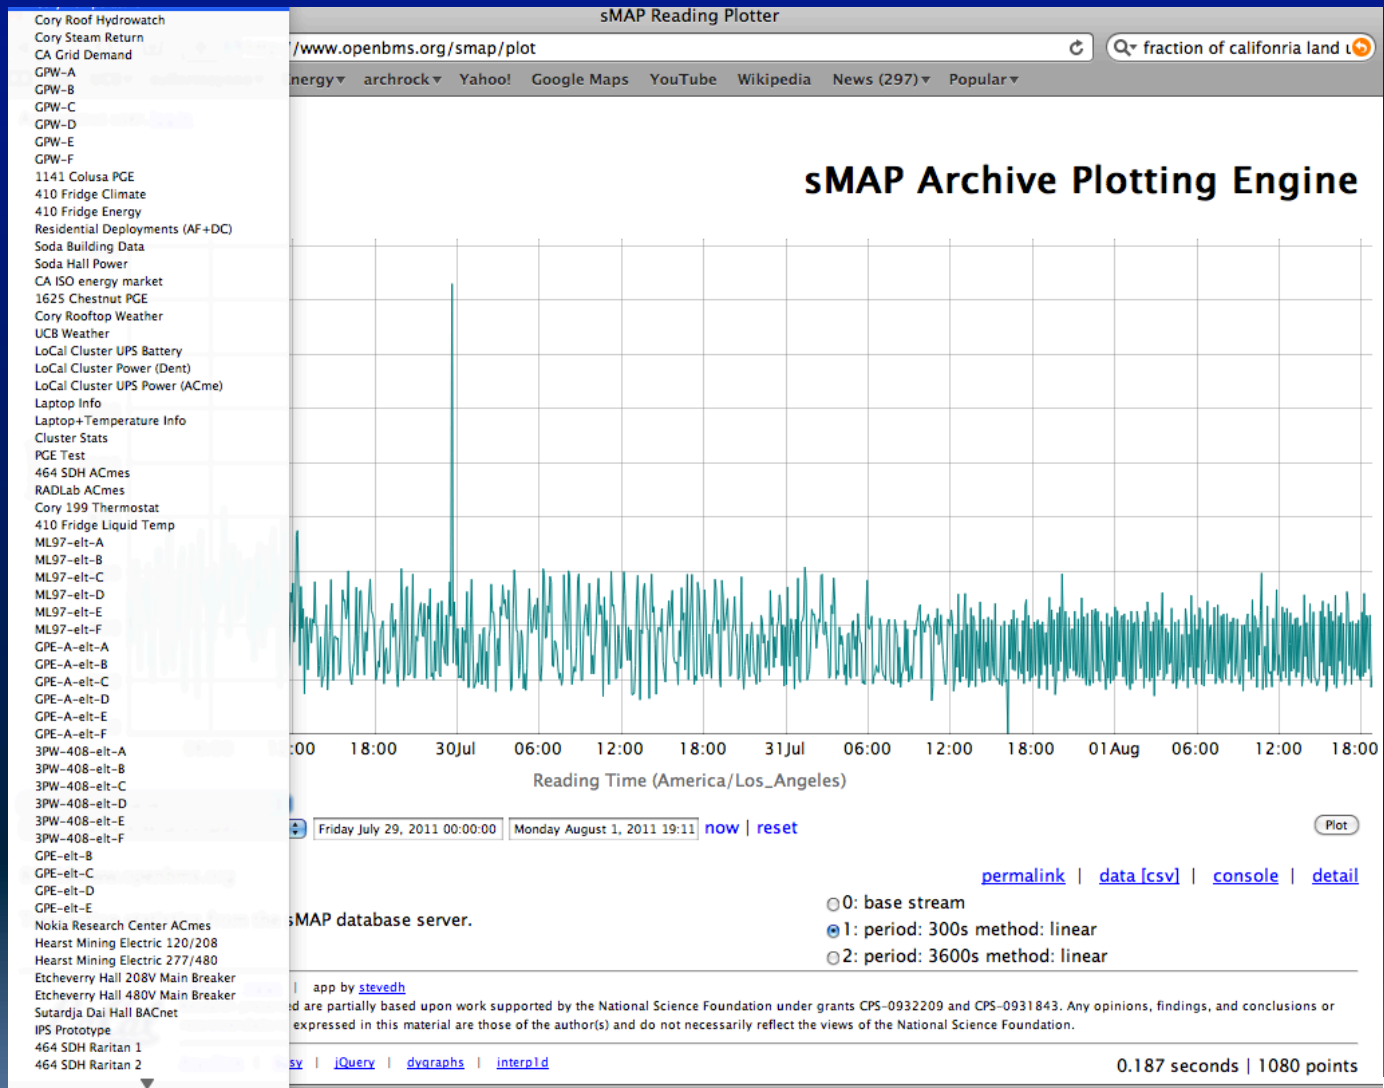 sMAP Reading Plotter
Cory Roof Hydrowatch
Cory Steam Return
CA Grid Demand
GPW-A
GPW-B
GPW-C
GPW-D
GPW-E
GPW-F
1141 Colusa PGE
410 Fridge Climate
410 Fridge Energy
Residential Deployments (AF+DC)
Soda Building Data
Soda Hall Power
CA ISO energy market
1625 Chestnut PGE
Cory Rooftop Weather
UCB Weather
LoCal Cluster UPS Battery
LoCal Cluster Power (Dent)
LoCal Cluster UPS Power (ACme)
Laptop Info
Laptop+Temperature Info
Cluster Stats
PGE Test
464 SDH ACmes
RADLab ACmes
Cory 199 Thermostat
410 Fridge Liquid Temp
ML97-elt-A
ML97-elt-B
ML97-elt-C
ML97-elt-D
ML97-elt-E
ML97-elt-F
GPE-A-elt-A
GPE-A-elt-B
GPE-A-elt-C
GPE-A-elt-D
GPE-A-elt-E
GPE-A-elt-F
3PW-408-elt-A
3PW-408-elt-B
3PW-408-elt-C
3PW-408-elt-D
3PW-408-elt-E
3PW-408-elt-F
GPE-elt-B
GPE-elt-C
GPE-elt-D
GPE-elt-E
Nokia Research Center ACmes
Hearst Mining Electric 120/208
Hearst Mining Electric 277/480
Etcheverry Hall 208V Main Breaker
Etcheverry Hall 480V Main Breaker
Sutardja Dai Hall BACnet
IPS Prototype
464 SDH Raritan 1
464 SDH Raritan 2
/www.openbms.org/smap/plot
fraction of califonria land u
nergy archrock Yahoo! Google Maps YouTube Wikipedia News (297) Popular
sMAP Archive Plotting Engine
:00 18:00 30Jul 06:00 12:00 18:00 31Jul 06:00 12:00 18:00 01Aug 06:00 12:00 18:00
Reading Time (America/Los_Angeles)
Friday July 29, 2011 00:00:00 Monday August 1, 2011 19:11 now | reset Plot
permalink | data [csv] | console | detail
sMAP database server.
0: base stream
1: period: 300s method: linear
2: period: 3600s method: linear
| app by stevedh
ed are partially based upon work supported by the National Science Foundation under grants CPS-0932209 and CPS-0931843. Any opinions, findings, and conclusions or
expressed in this material are those of the author(s) and do not necessarily reflect the views of the National Science Foundation.
sy | jQuery | dygraphs | interp1d
0.187 seconds | 1080 points